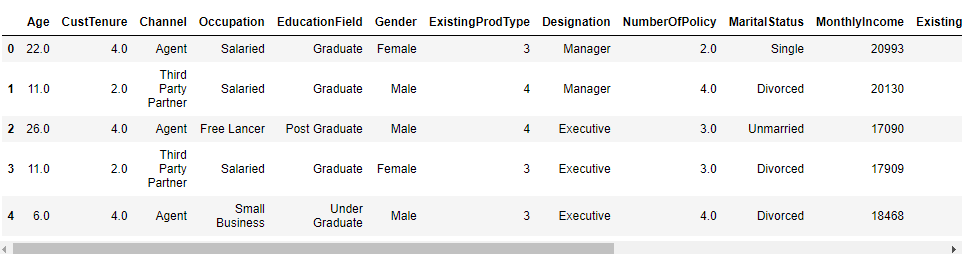 Age CustTenure Channel Occupation EducationField Gender ExistingProdType Designation NumberOfPolicy MaritalStatus MonthlyIncome Existing
0 22.0 4.0 Agent Salaried Graduate Female 3 Manager 2.0 Single 20993
1 11.0 2.0 Third Party Partner Salaried Graduate Male 4 Manager 4.0 Divorced 20130
2 26.0 4.0 Agent Free Lancer Post Graduate Male 4 Executive 3.0 Unmarried 17090
3 11.0 2.0 Third Party Partner Salaried Graduate Female 3 Executive 3.0 Divorced 17909
4 6.0 4.0 Agent Small Business Under Graduate Male 3 Executive 4.0 Divorced 18468